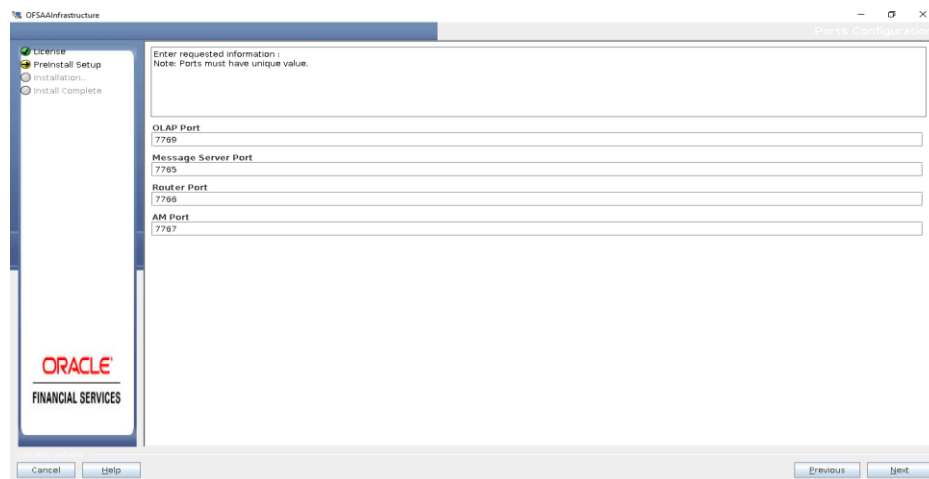 OFSAAInfrastructure
Ports Configuration
License
PreInstall Setup
Installation..
Install Complete
Enter requested information :
Note: Ports must have unique value.
OLAP Port
7769
Message Server Port
7765
Router Port
7766
AM Port
7767
ORACLE®
FINANCIAL SERVICES
Cancel
Help
Previous
Next